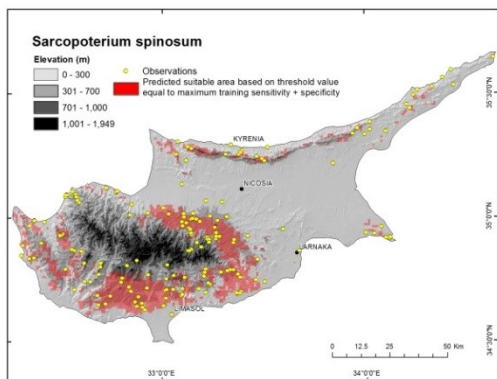 Sarcopoterium spinosum
Elevation (m)
0 - 300
301 - 700
701 - 1,000
1,001 - 1,949
Observations
Predicted suitable area based on threshold value
equal to maximum training sensitivity + specificity
KYRENIA
NICOSIA
ARNAKA
LIMASOL
0 12.5 25 50 Km
33°0'0"E 34°0'0"E
35°30'0"N
35°0'0"N
34°30'0"N